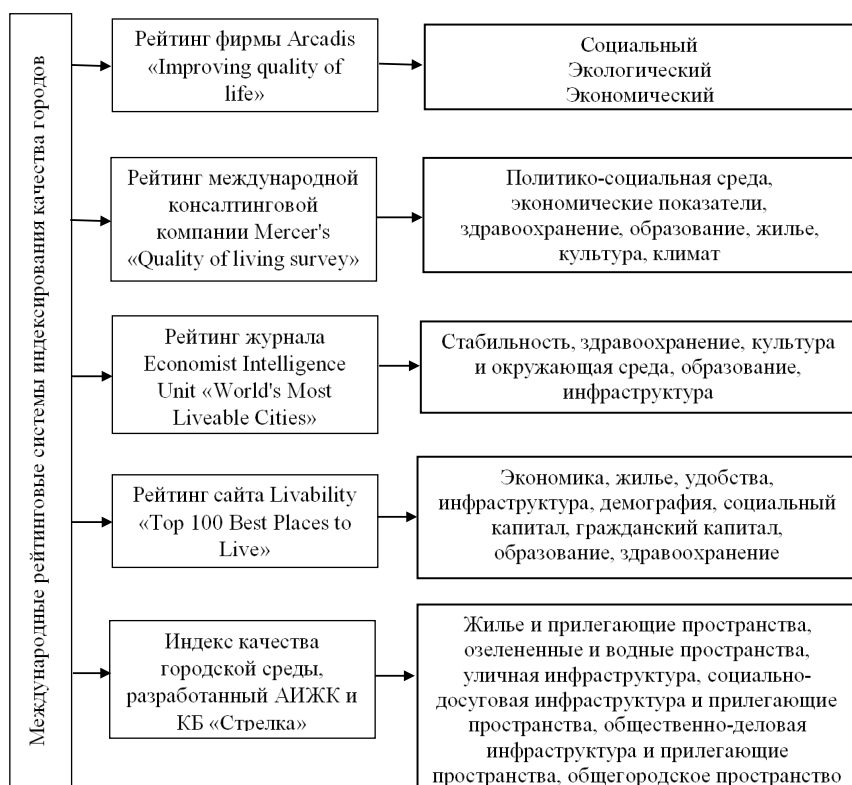 Международные рейтинговые системы индексирования качества городов
Рейтинг фирмы Arcadis
«Improving quality of
life»
Социальный
Экологический
Экономический
Рейтинг международной
консалтинговой
компании Mercer's
«Quality of living survey»
Политико-социальная среда,
экономические показатели,
здравоохранение, образование, жилье,
культура, климат
Рейтинг журнала
Economist Intelligence
Unit «World's Most
Liveable Cities»
Стабильность, здравоохранение, культура
и окружающая среда, образование,
инфраструктура
Рейтинг сайта Livability
«Top 100 Best Places to
Live»
Экономика, жилье, удобства,
инфраструктура, демография, социальный
капитал, гражданский капитал,
образование, здравоохранение
Индекс качества
городской среды,
разработанный АИЖК и
КБ «Стрелка»
Жилье и прилегающие пространства,
озелененные и водные пространства,
уличная инфраструктура, социально-
досуговая инфраструктура и прилегающие
пространства, общественно-деловая
инфраструктура и прилегающие
пространства, общегородское пространство